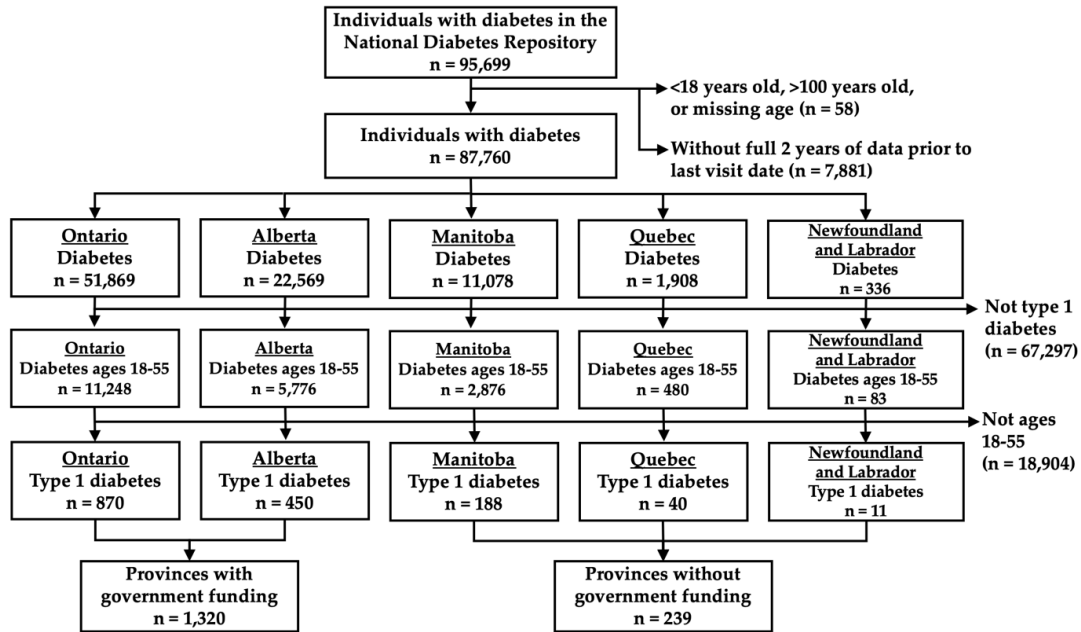 Individuals with diabetes in the
National Diabetes Repository
n = 95,699
<18 years old, >100 years old,
or missing age (n = 58)
Individuals with diabetes
n = 87,760
Without full 2 years of data prior to
last visit date (n = 7,881)
Ontario
Diabetes
n = 51,869
Alberta
Diabetes
n = 22,569
Manitoba
Diabetes
n = 11,078
Quebec
Diabetes
n = 1,908
Newfoundland
and Labrador
Diabetes
n = 336
Not type 1
diabetes
(n = 67,297)
Ontario
Diabetes ages 18-55
n = 11,248
Alberta
Diabetes ages 18-55
n = 5,776
Manitoba
Diabetes ages 18-55
n = 2,876
Quebec
Diabetes ages 18-55
n = 480
Newfoundland
and Labrador
Diabetes ages 18-55
n = 83
Not ages
18-55
(n = 18,904)
Ontario
Type 1 diabetes
n = 870
Alberta
Type 1 diabetes
n = 450
Manitoba
Type 1 diabetes
n = 188
Quebec
Type 1 diabetes
n = 40
Newfoundland
and Labrador
Type 1 diabetes
n = 11
Provinces with
government funding
n = 1,320
Provinces without
government funding
n = 239